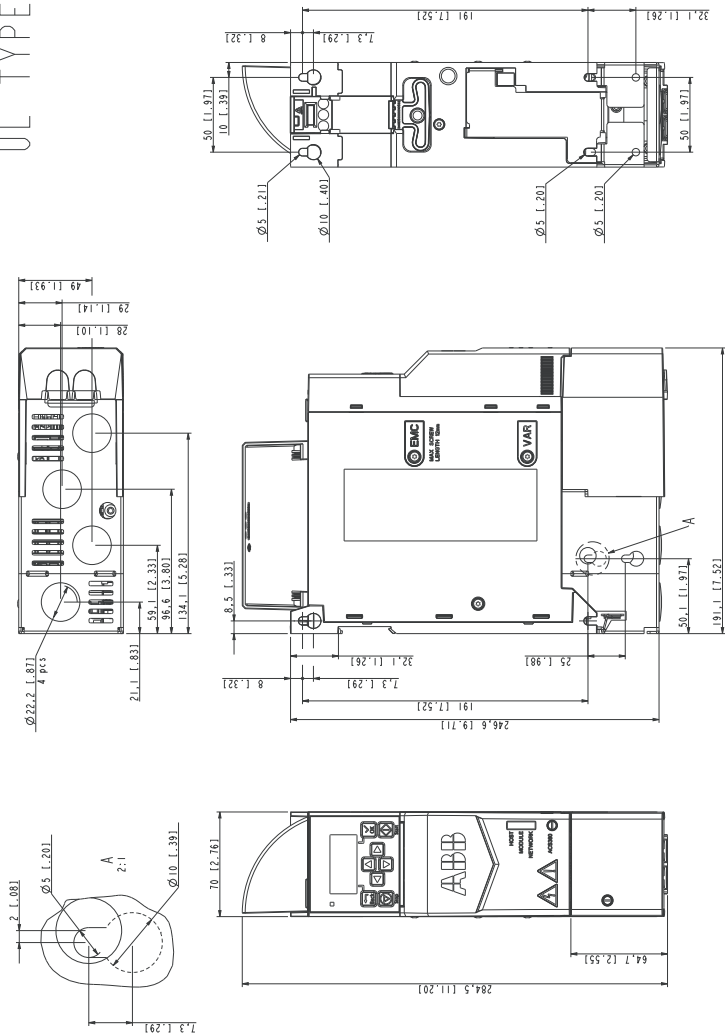 UL TYPE
8 [.32]
7,3 [.29]
191 [7.52]
32,1 [1.26]
50 [1.97]
10 [.39]
50 [1.97]
Ø5 [.21]
Ø10 [.40]
Ø5 [.20]
Ø5 [.20]
49 [1.93]
29 [1.14]
28 [1.10]
59,1 [2.33]
96,6 [3.80]
134,1 [5.28]
Ø22,2 [.87]
4 pcs
21,1 [.83]
EMC
MAX SCREW
LENGTH 12mm
VAR
A
8,5 [.33]
32,1 [1.26]
25 [.98]
8 [.32]
7,3 [.29]
191 [7.52]
246,6 [9.71]
50,1 [1.97]
191,1 [7.52]
A
2:1
2 [.08]
Ø5 [.20]
Ø10 [.39]
7,3 [.29]
70 [2.76]
OK
ABB
HOST
MODULE
NETWORK
ACS380
64,7 [2.55]
284,5 [11.20]